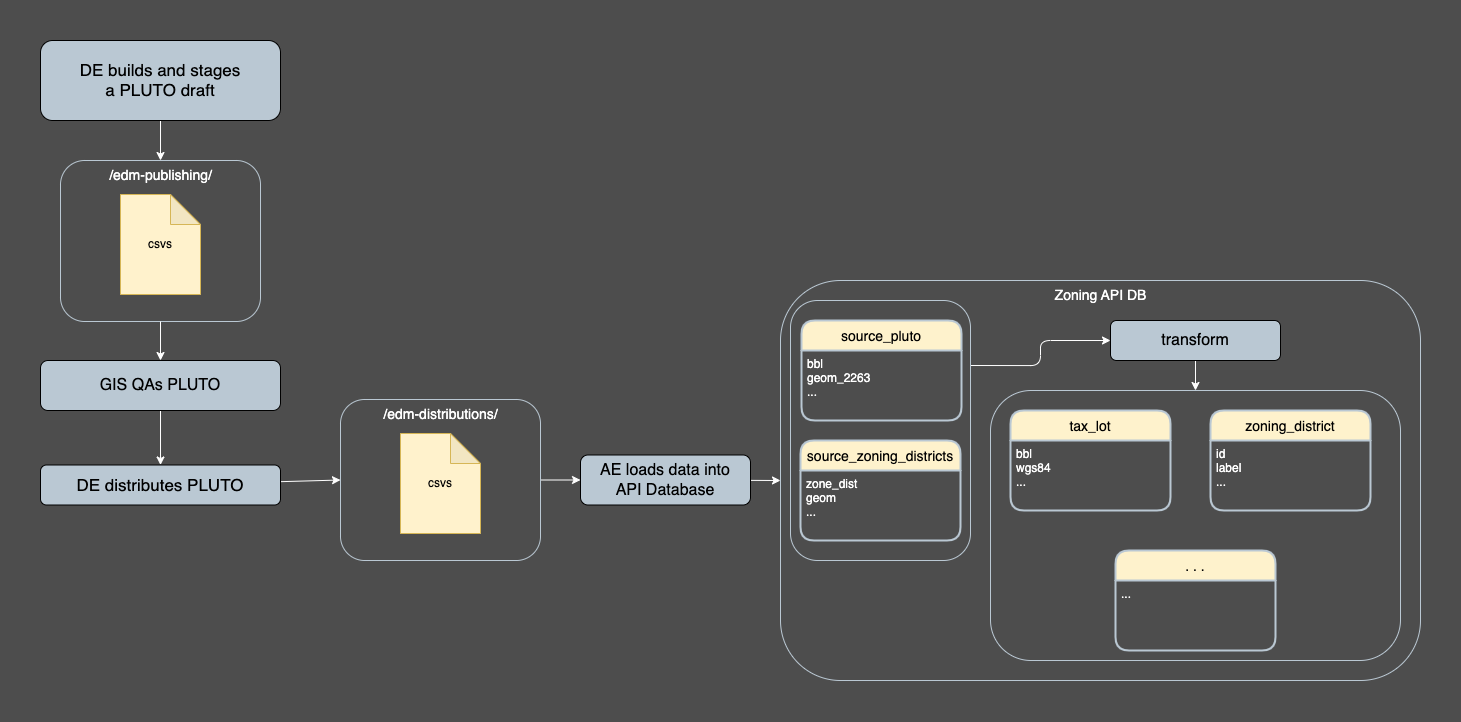 DE builds and stages
a PLUTO draft
/edm-publishing/
csvs
GIS QAs PLUTO
DE distributes PLUTO
/edm-distributions/
csvs
AE loads data into
API Database
Zoning API DB
source_pluto
bbl
geom_2263
...
source_zoning_districts
zone_dist
geom
...
transform
tax_lot
bbl
wgs84
...
zoning_district
id
label
...
. . .
...